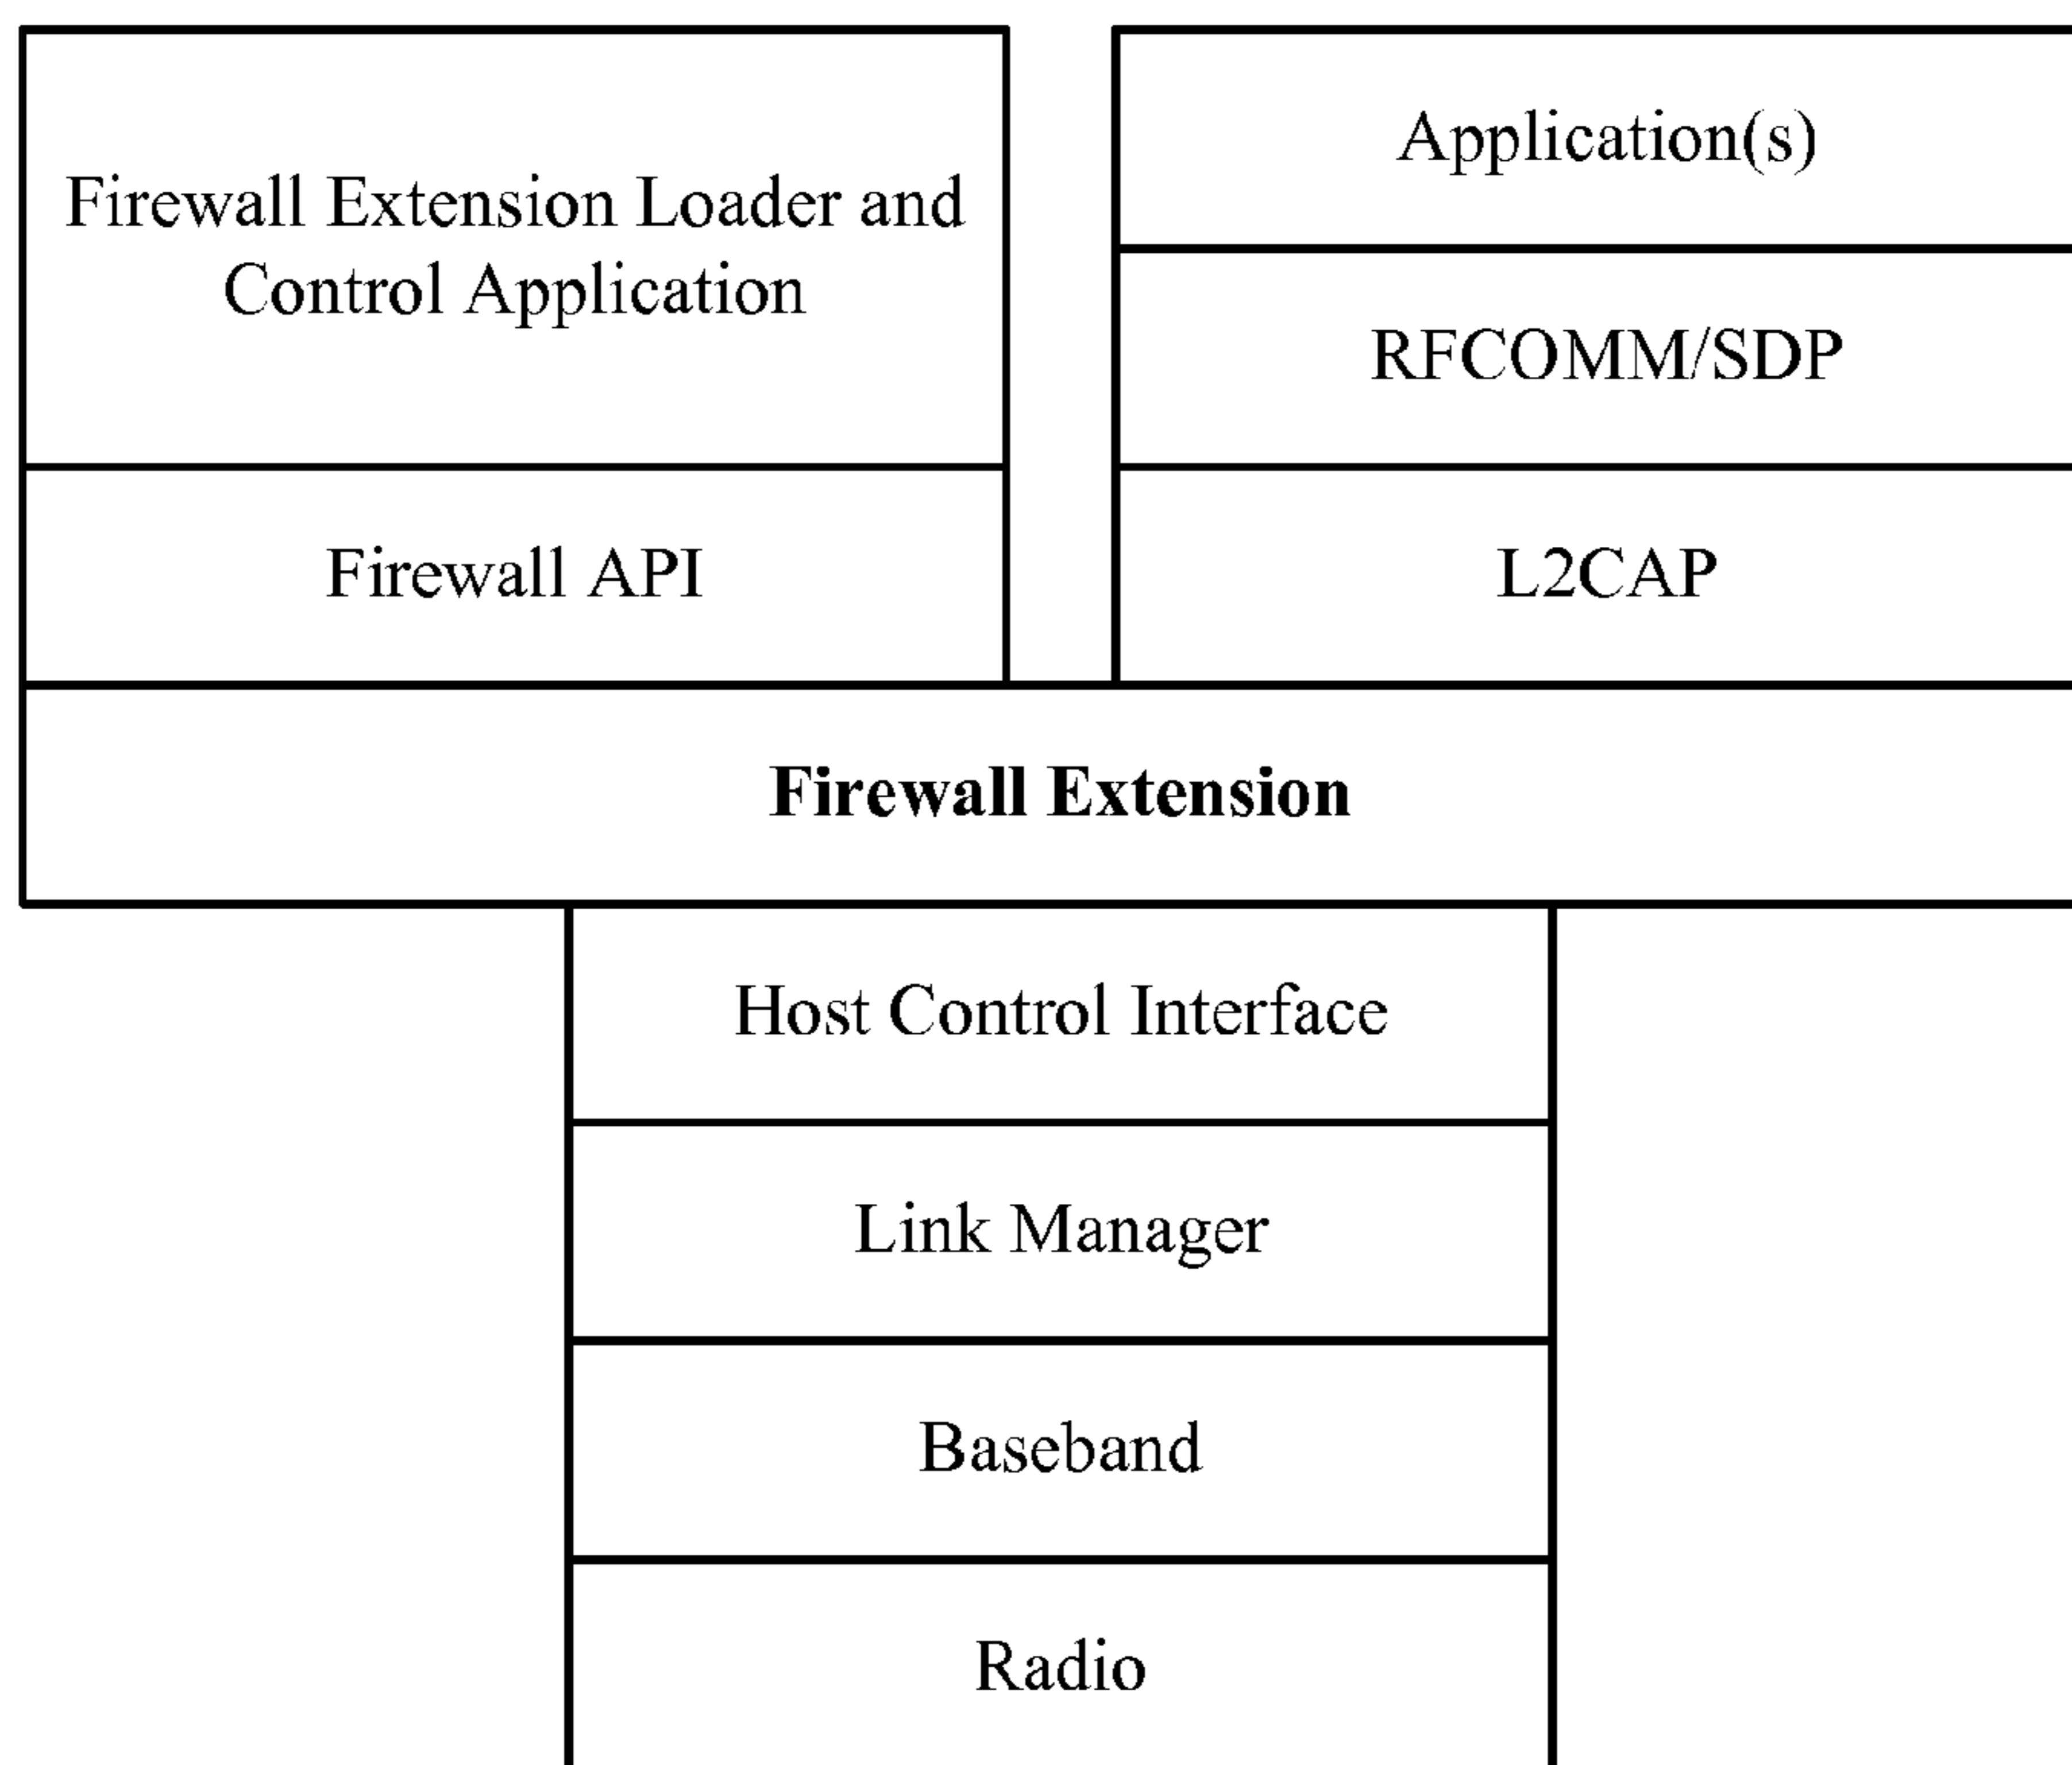 Firewall Extension Loader and
Control Application
Firewall API
Application(s)
RFCOMM/SDP
L2CAP
Firewall Extension
Host Control Interface
Link Manager
Baseband
Radio